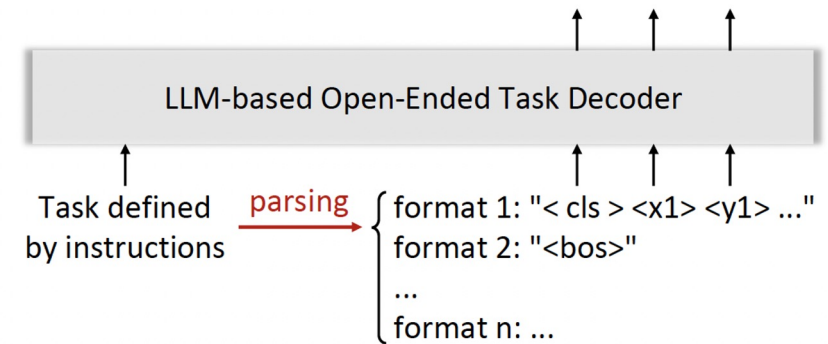 LLM-based Open-Ended Task Decoder
Task defined
by instructions
parsing
format 1: "< cls > <x1> <y1> ..."
format 2: "<bos>"
...
format n: ...